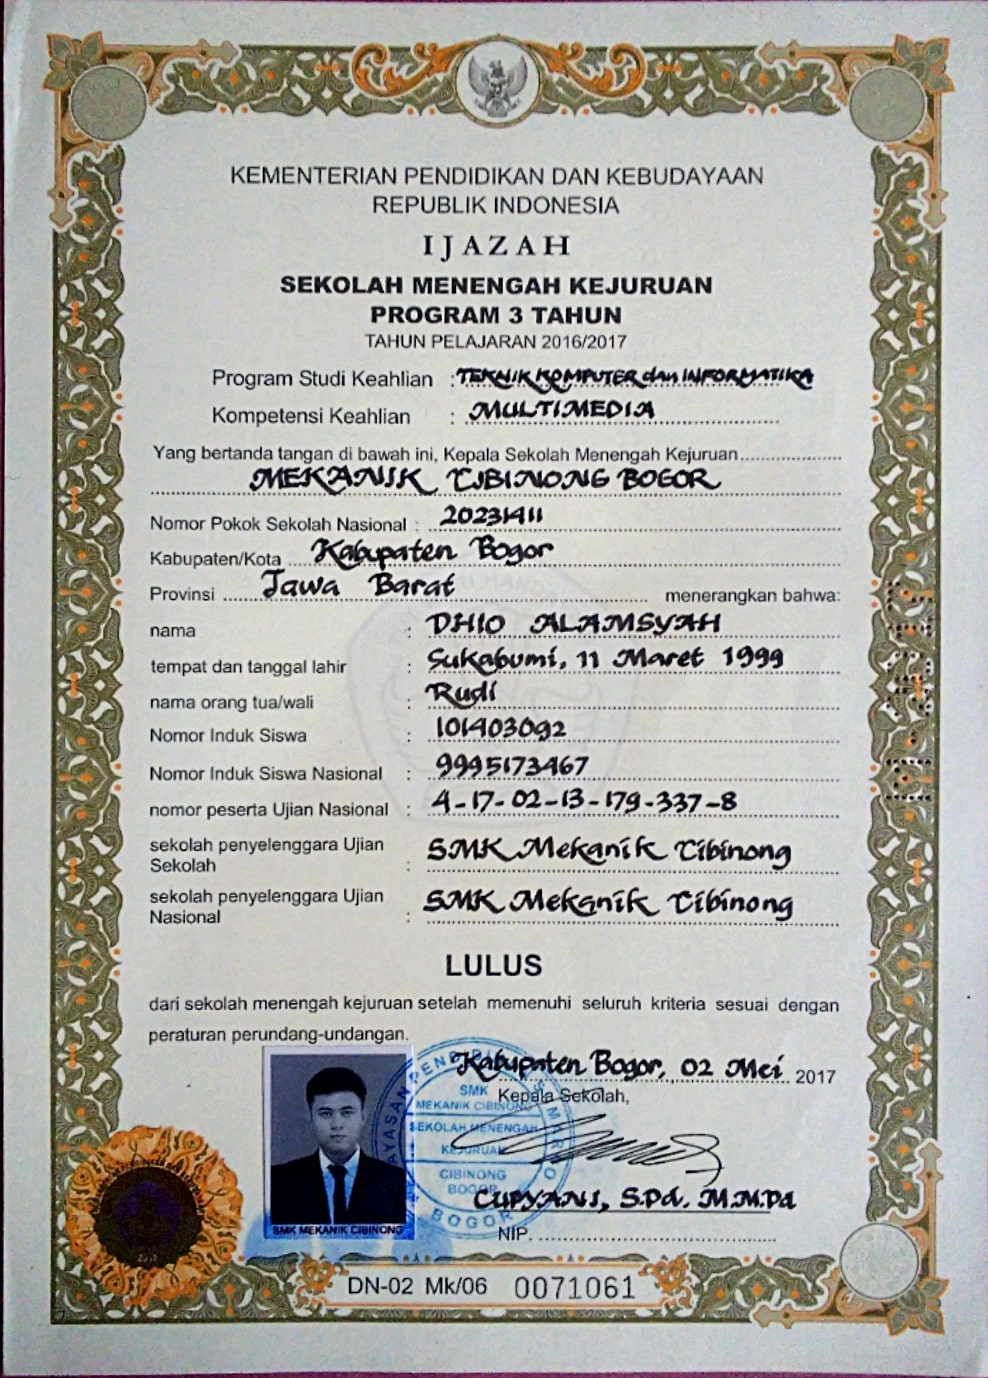 KEMENTERIAN PENDIDIKAN DAN KEBUDAYAAN
REPUBLIK INDONESIA
IJAZAH
SEKOLAH MENENGAH KEJURUAN
PROGRAM 3 TAHUN
TAHUN PELAJARAN 2016/2017
Program Studi Keahlian : TEKNIK KOMPUTER dan INFORMATIKA
Kompetensi Keahlian : MULTIMEDIA
Yang bertanda tangan di bawah ini, Kepala Sekolah Menengah Kejuruan
MEKANIK CIBINONG BOGOR
Nomor Pokok Sekolah Nasional : 20231411
Kabupaten/Kota Kabupaten Bogor
Provinsi Jawa Barat menerangkan bahwa:
nama : DHIO ALAMSYAH
tempat dan tanggal lahir : Sukabumi, 11 Maret 1999
nama orang tua/wali : Rudi
Nomor Induk Siswa : 101403092
Nomor Induk Siswa Nasional : 9995173467
nomor peserta Ujian Nasional : 4-17-02-13-179-337-8
sekolah penyelenggara Ujian
Sekolah : SMK Mekanik Cibinong
sekolah penyelenggara Ujian
Nasional : SMK Mekanik Cibinong
LULUS
dari sekolah menengah kejuruan setelah memenuhi seluruh kriteria sesuai dengan
peraturan perundang-undangan.
Kabupaten Bogor, 02 Mei 2017
Kepala Sekolah,
SMK
MEKANIK CIBINONG
SEKOLAH MENENGAH
KEJURUAN
CIBINONG
BOGOR
BOGOR
CUPYANI, S.Pd. M.M.Pd
NIP.
SMK MEKANIK CIBINONG
DN-02 Mk/06 0071061